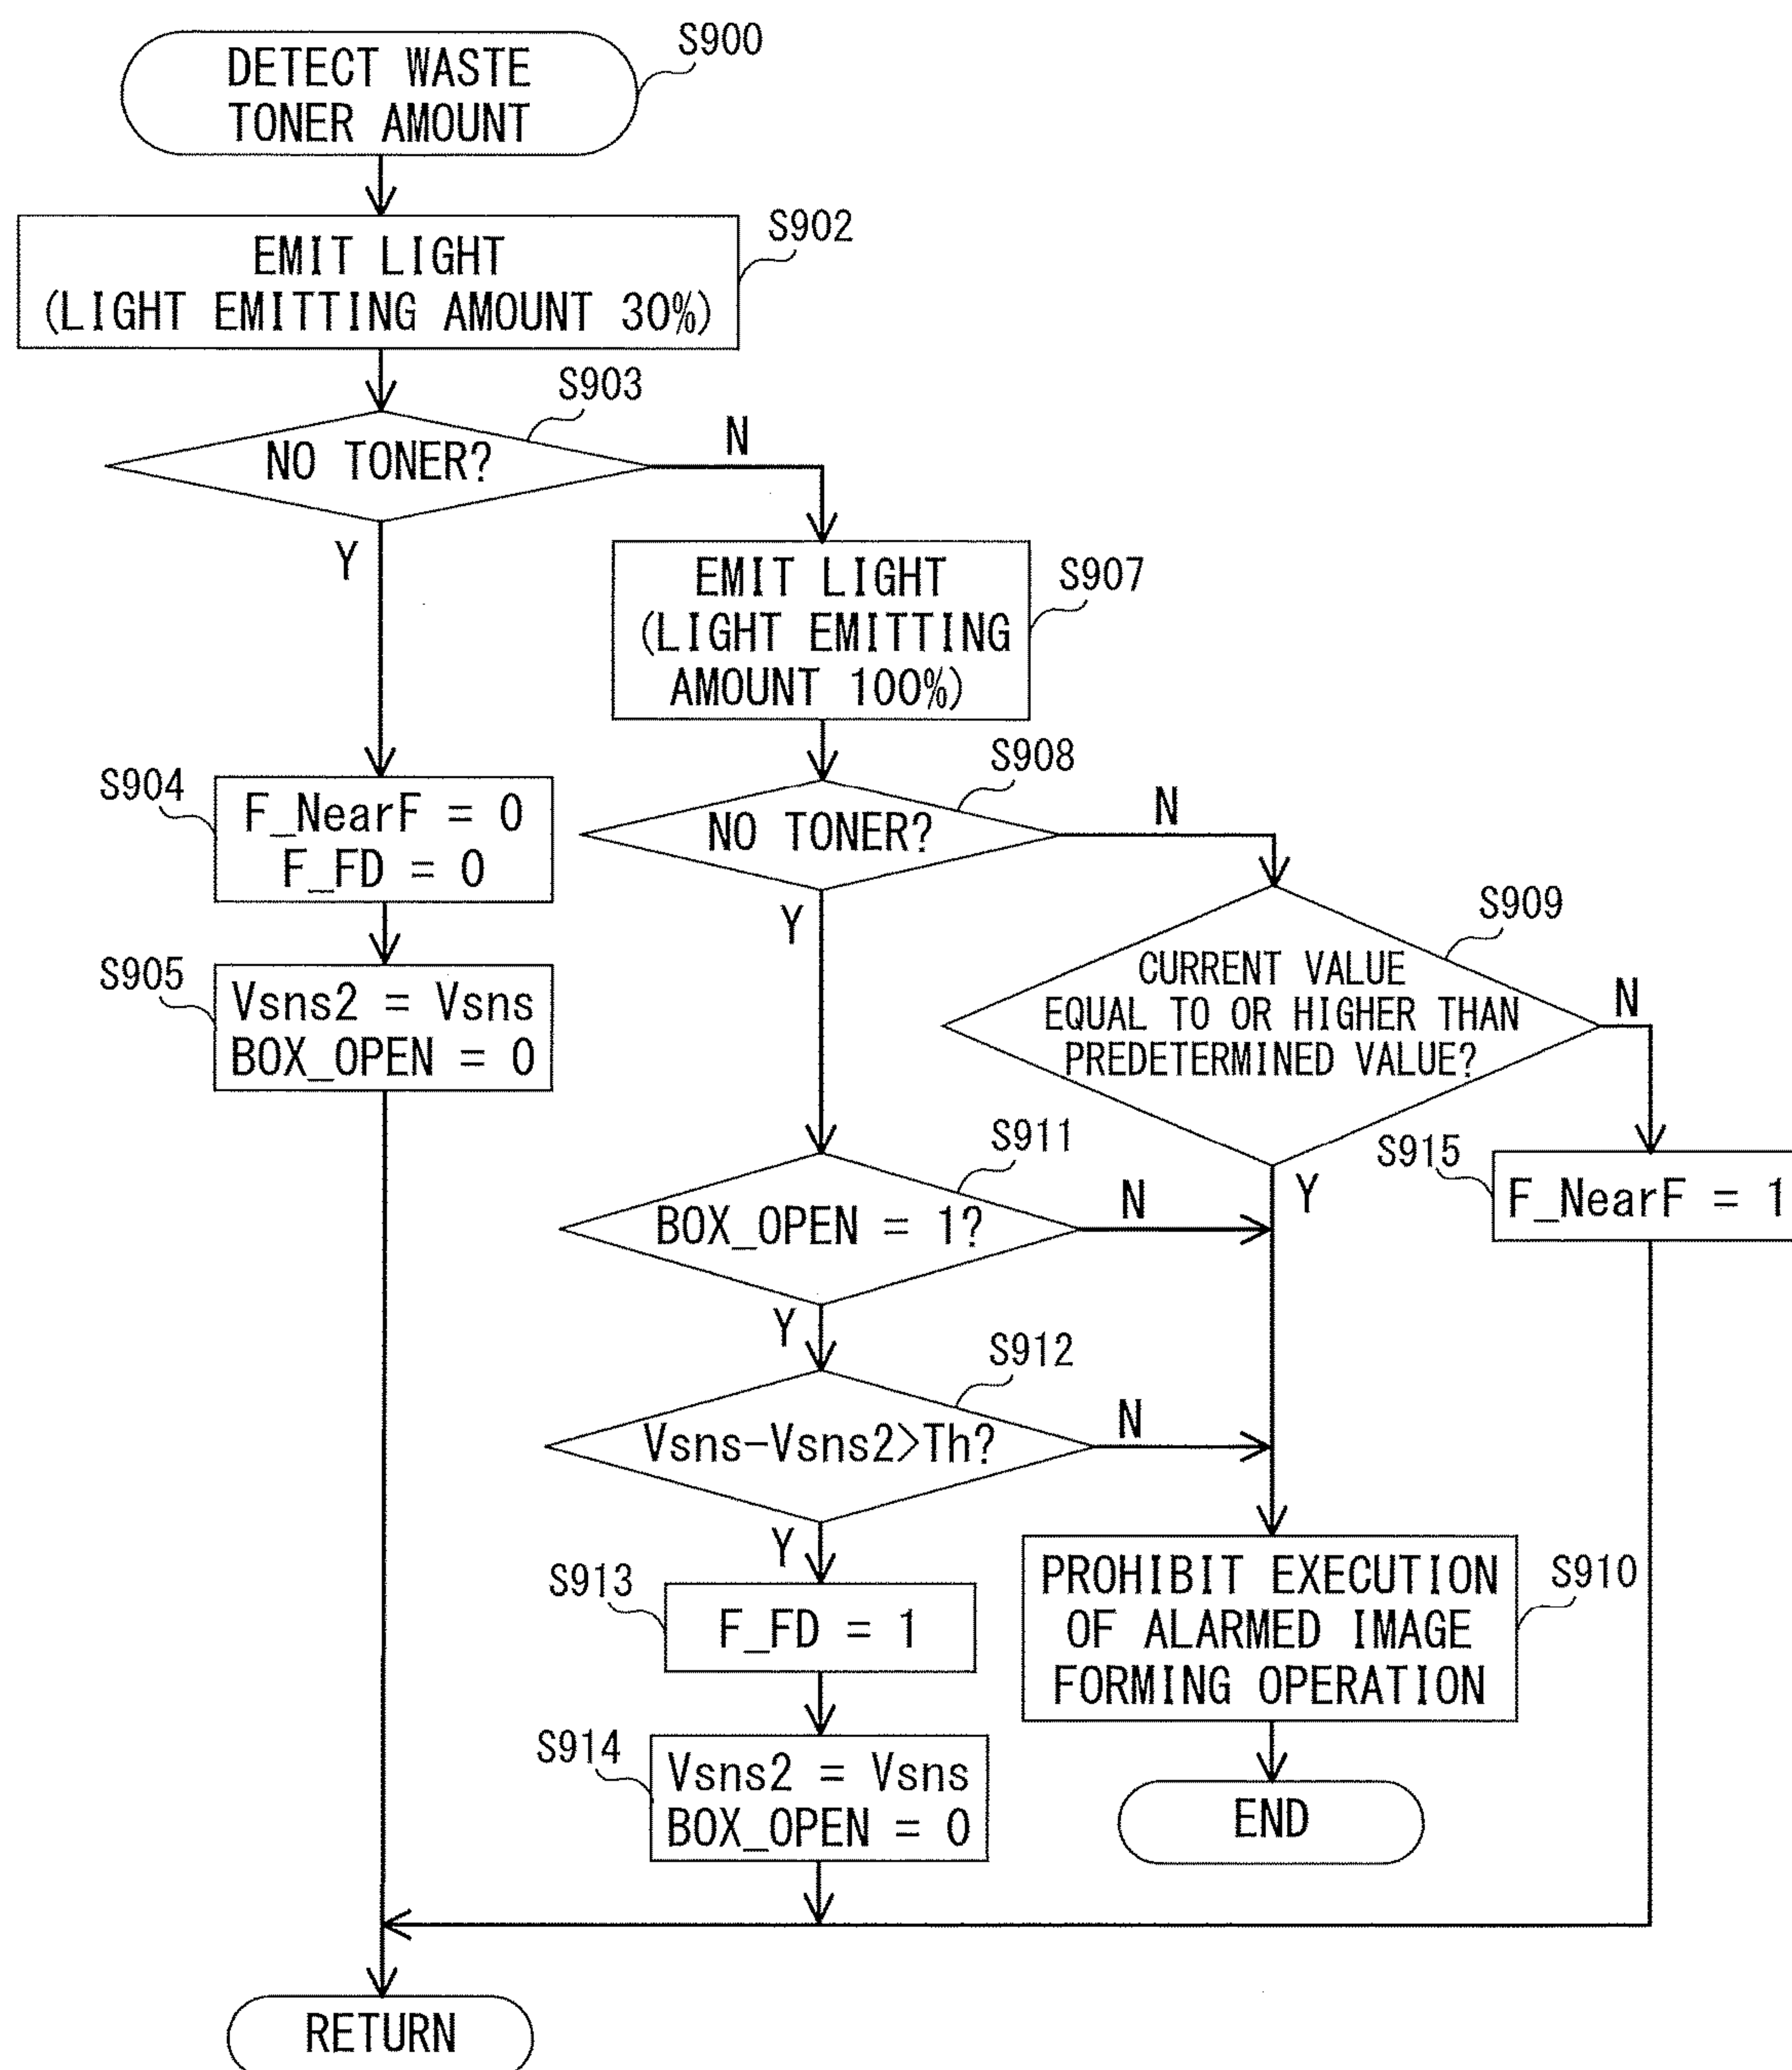 DETECT WASTE
TONER AMOUNT
S900
EMIT LIGHT
(LIGHT EMITTING AMOUNT 30%)
S902
S903
NO TONER?
N
Y
EMIT LIGHT
(LIGHT EMITTING
AMOUNT 100%)
S907
S904
F_NearF = 0
F_FD = 0
S908
NO TONER?
N
Y
S905
Vsns2 = Vsns
BOX_OPEN = 0
S909
CURRENT VALUE
EQUAL TO OR HIGHER THAN
PREDETERMINED VALUE?
N
Y
S915
F_NearF = 1
S911
BOX_OPEN = 1?
N
Y
S912
Vsns-Vsns2>Th?
N
Y
S913
F_FD = 1
PROHIBIT EXECUTION
OF ALARMED IMAGE
FORMING OPERATION
S910
S914
Vsns2 = Vsns
BOX_OPEN = 0
END
RETURN